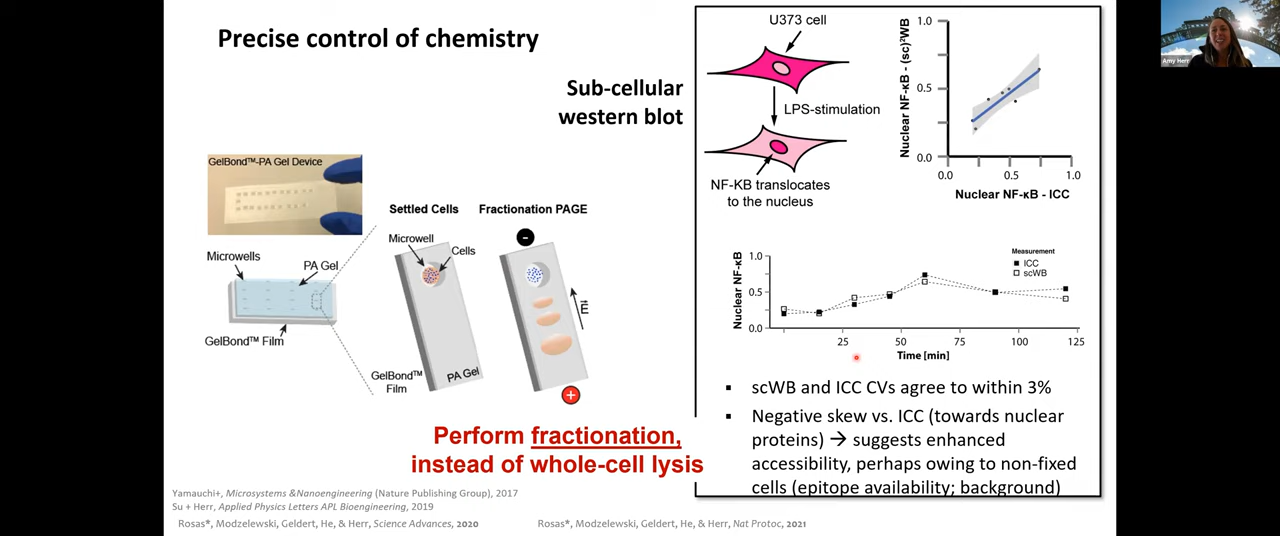 Precise control of chemistry
Sub-cellular
western blot
GelBond™-PA Gel Device
Microwells
PA Gel
GelBond™ Film
Settled Cells
Microwell
Cells
GelBond™
Film
PA Gel
Fractionation PAGE
-
|E|
+
Perform fractionation,
instead of whole-cell lysis
Yamauchi+, Microsystems &Nanoengineering (Nature Publishing Group), 2017
Su + Herr, Applied Physics Letters APL Bioengineering, 2019
Rosas*, Modzelewski, Geldert, He, & Herr, Science Advances, 2020
Rosas*, Modzelewski, Geldert, He, & Herr, Nat Protoc, 2021
U373 cell
LPS-stimulation
NF-KB translocates
to the nucleus
Nuclear NF-κB - (sc)²WB
1.0
0.5
0.0
0.0 0.5 1.0
Nuclear NF-κB - ICC
Nuclear NF-κB
1.0
0.5
0.0
25 50 75 100 125
Time [min]
Measurement
ICC
scWB
▪ scWB and ICC CVs agree to within 3%
▪ Negative skew vs. ICC (towards nuclear
proteins) → suggests enhanced
accessibility, perhaps owing to non-fixed
cells (epitope availability; background)
Amy Herr